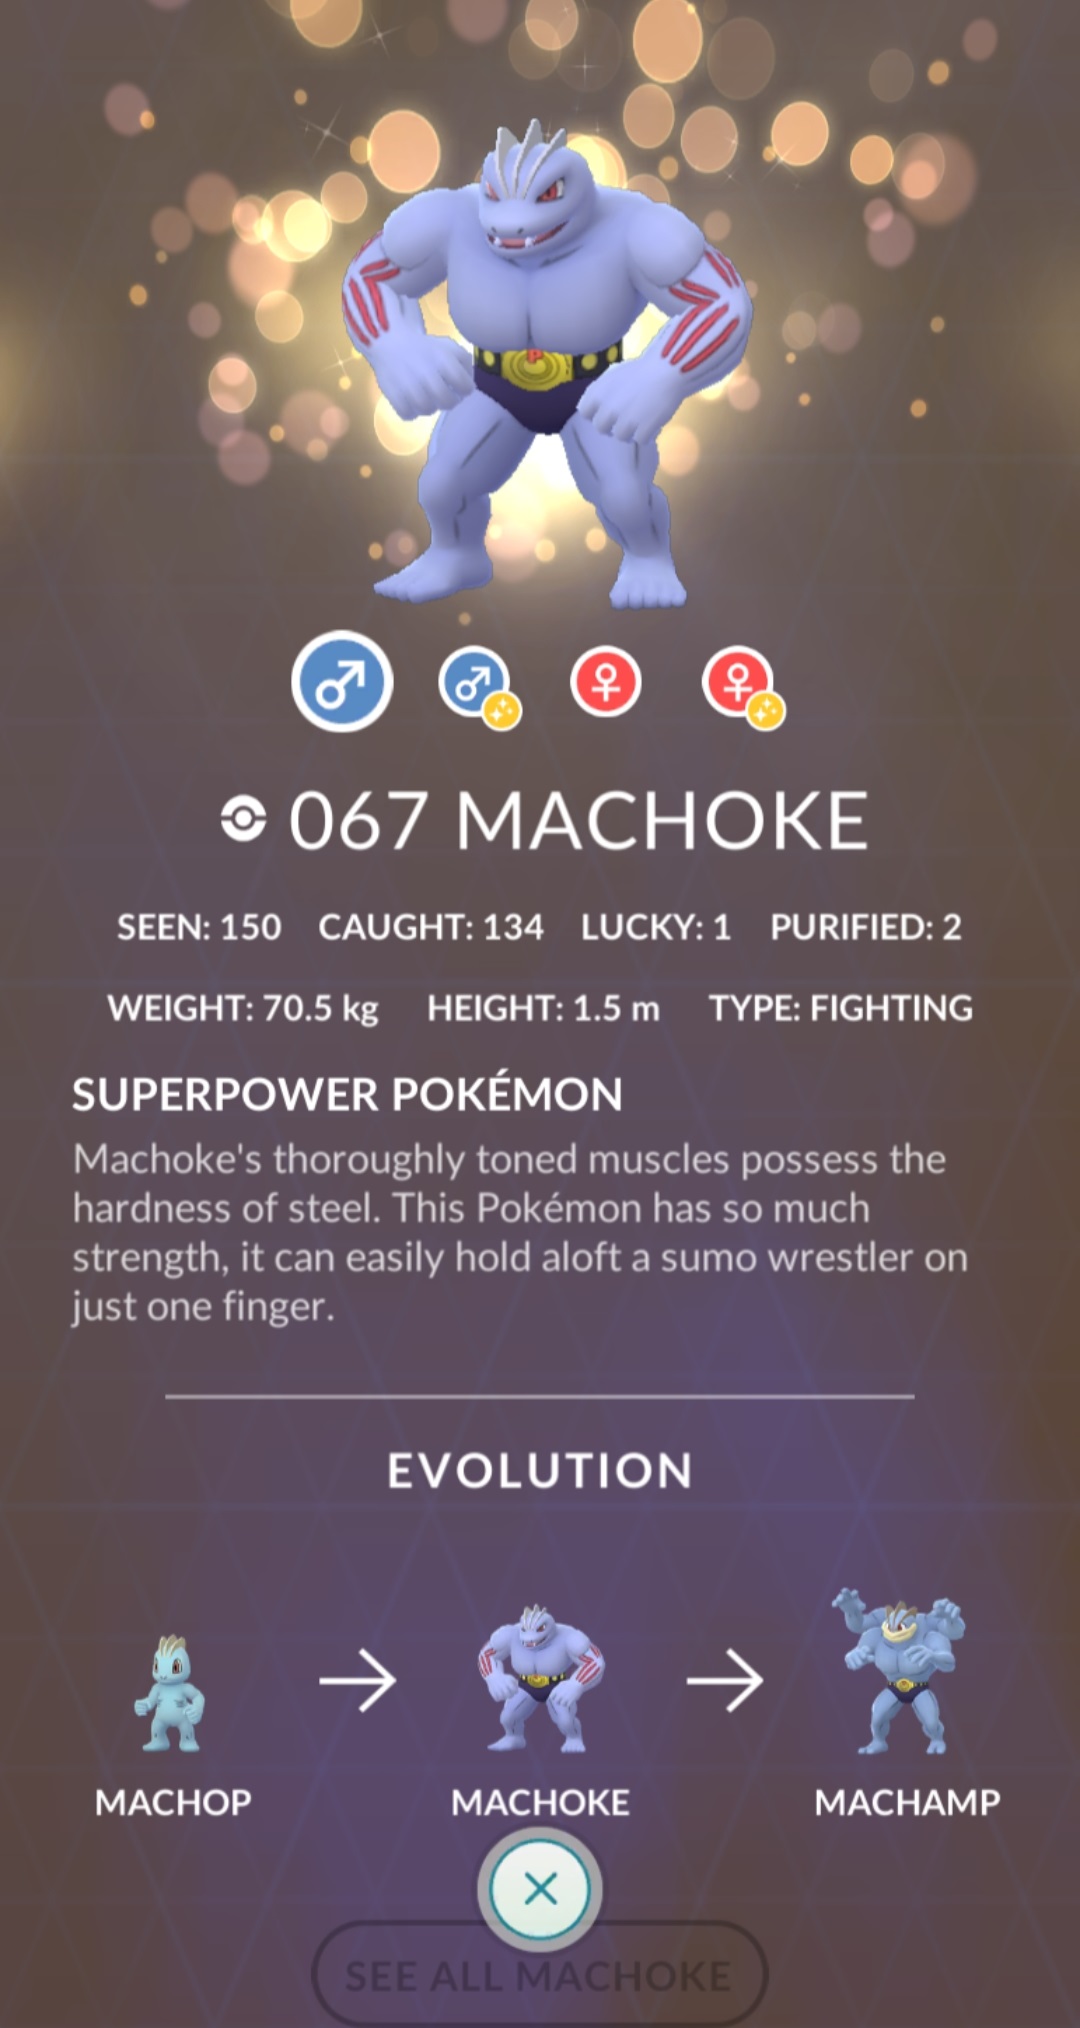 067 MACHOKE
SEEN: 150 CAUGHT: 134 LUCKY: 1 PURIFIED: 2
WEIGHT: 70.5 kg HEIGHT: 1.5 m TYPE: FIGHTING
SUPERPOWER POKÉMON
Machoke's thoroughly toned muscles possess the
hardness of steel. This Pokémon has so much
strength, it can easily hold aloft a sumo wrestler on
just one finger.
EVOLUTION
MACHOP MACHOKE MACHAMP
SEE ALL MACHOKE